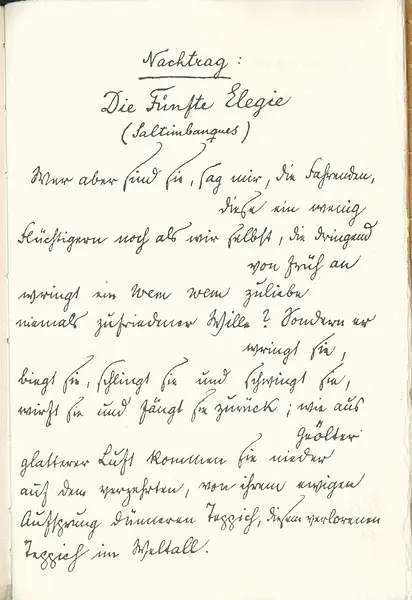 Nachtrag :
Die Fünfte Elegie
(Saltimbanques)
Wer aber sind sie, sag mir, die Fahrenden,
diese ein wenig
Flüchtigern noch als wir selbst, die dringend
von früh an
wringt ein wem wem zuliebe
niemals zufriedener Wille ? Sondern er
wringt sie,
biegt sie, schlingt sie und schwingt sie,
wirft sie und fängt sie zurück ; wie aus
geölter
glatterer Luft kommen sie nieder
auf dem verzehrten, von ihrem ewigen
Aufsprung dünneren Teppich, diesem verlorenen
Teppich im Weltall.